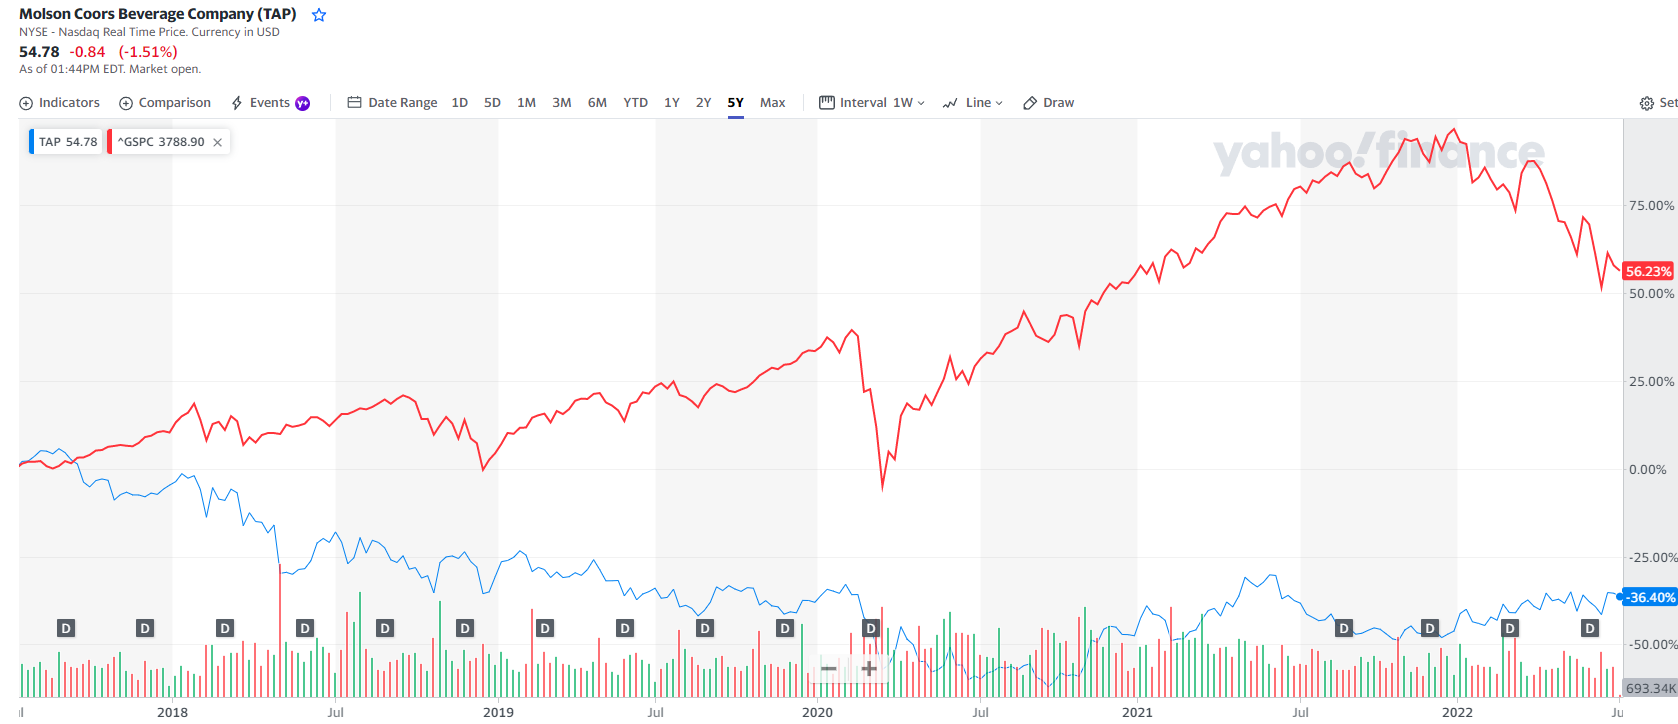 Molson Coors Beverage Company (TAP)
NYSE - Nasdaq Real Time Price. Currency in USD
54.78 -0.84 (-1.51%)
As of 01:44PM EDT. Market open.
Indicators Comparison Events y+ Date Range 1D 5D 1M 3M 6M YTD 1Y 2Y 5Y Max Interval 1W Line Draw Set
TAP 54.78 ^GSPC 3788.90
yahoo!finance
75.00%
56.23%
50.00%
25.00%
0.00%
-25.00%
-36.40%
D D D D D D D D D D D D D D D
-50.00%
693.34K
2018 Jul 2019 Jul 2020 Jul 2021 Jul 2022 Ju